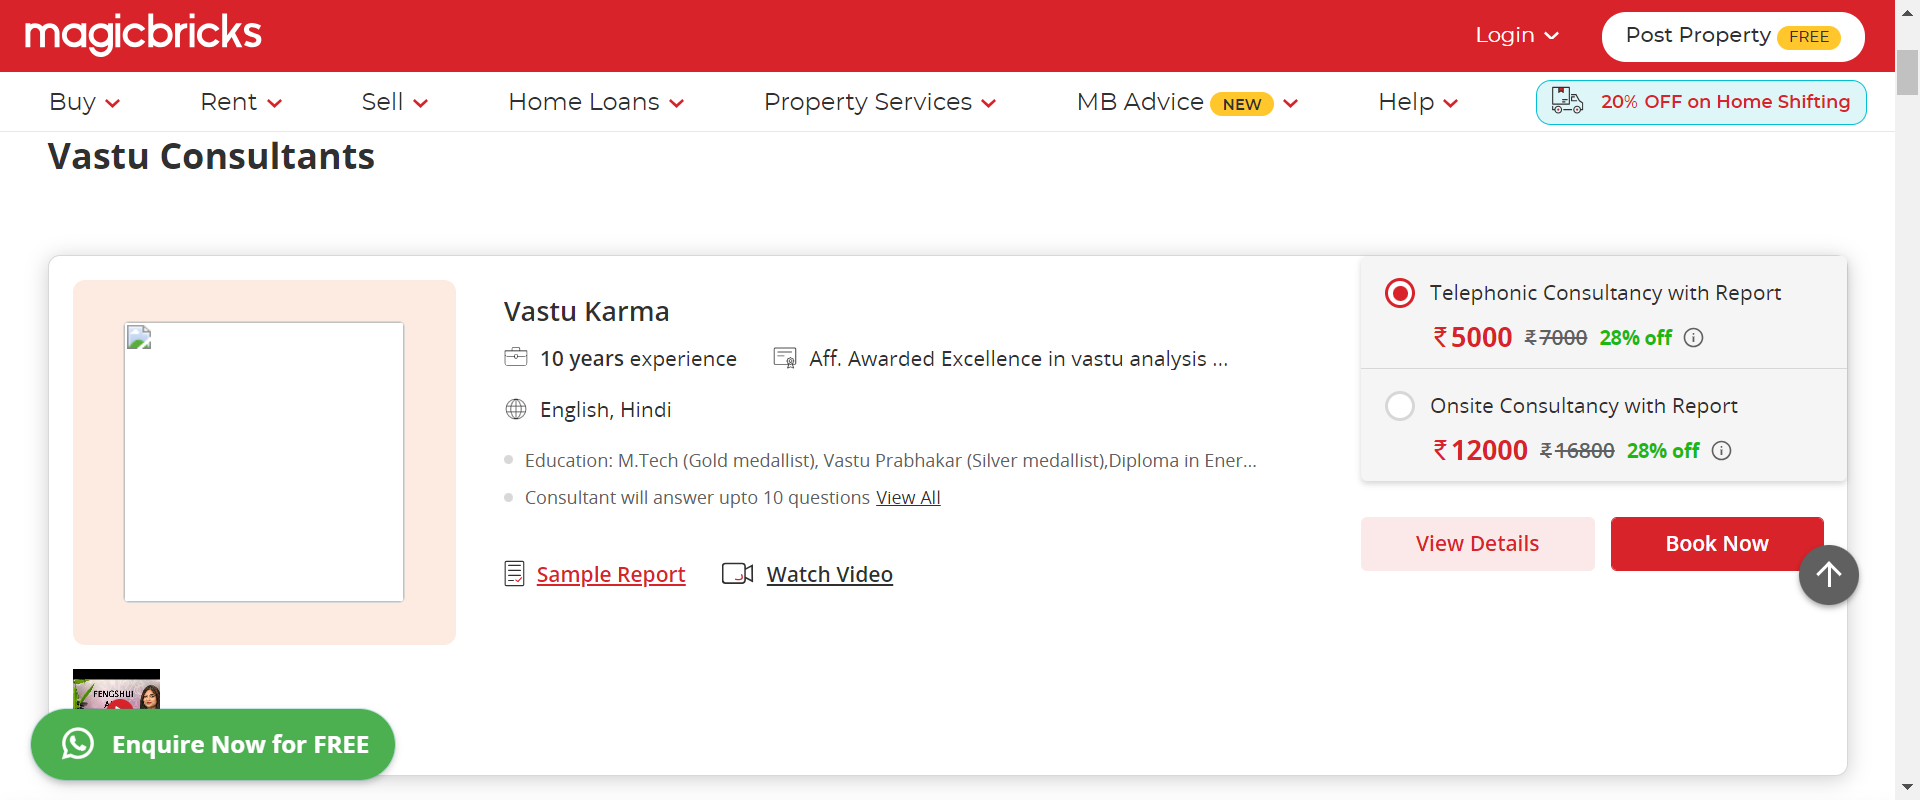 magicbricks
Login
Post Property FREE
Buy
Rent
Sell
Home Loans
Property Services
MB Advice NEW
Help
20% OFF on Home Shifting
Vastu Consultants
Vastu Karma
10 years experience
Aff. Awarded Excellence in vastu analysis ...
English, Hindi
Education: M.Tech (Gold medallist), Vastu Prabhakar (Silver medallist),Diploma in Ener...
Consultant will answer upto 10 questions View All
Sample Report
Watch Video
Telephonic Consultancy with Report
₹5000 ₹7000 28% off
Onsite Consultancy with Report
₹12000 ₹16800 28% off
View Details
Book Now
FENGSHUI
Enquire Now for FREE